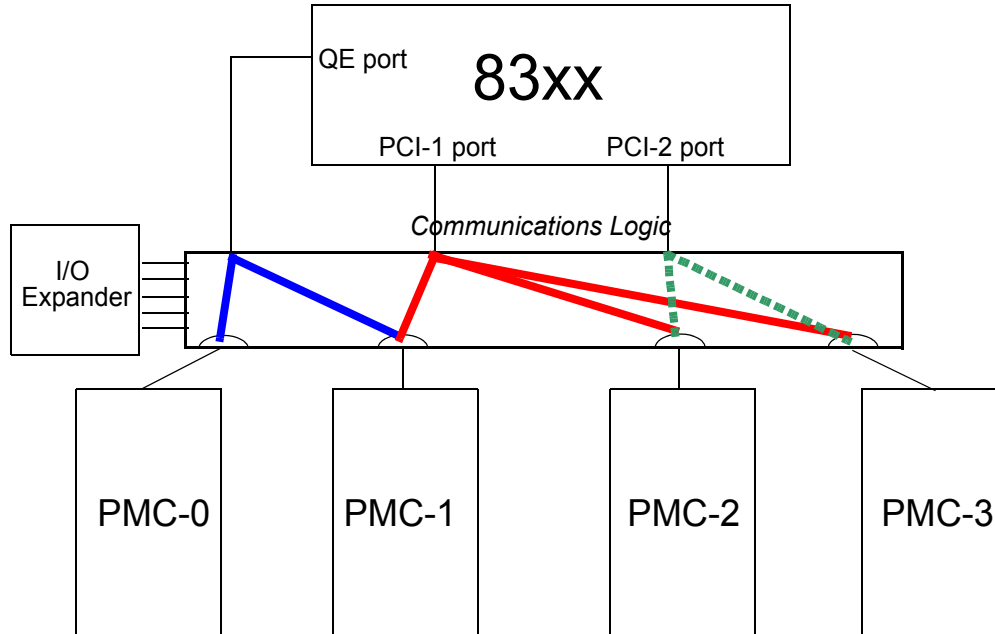 QE port
83xx
PCI-1 port
PCI-2 port
Communications Logic
I/O
Expander
PMC-0
PMC-1
PMC-2
PMC-3